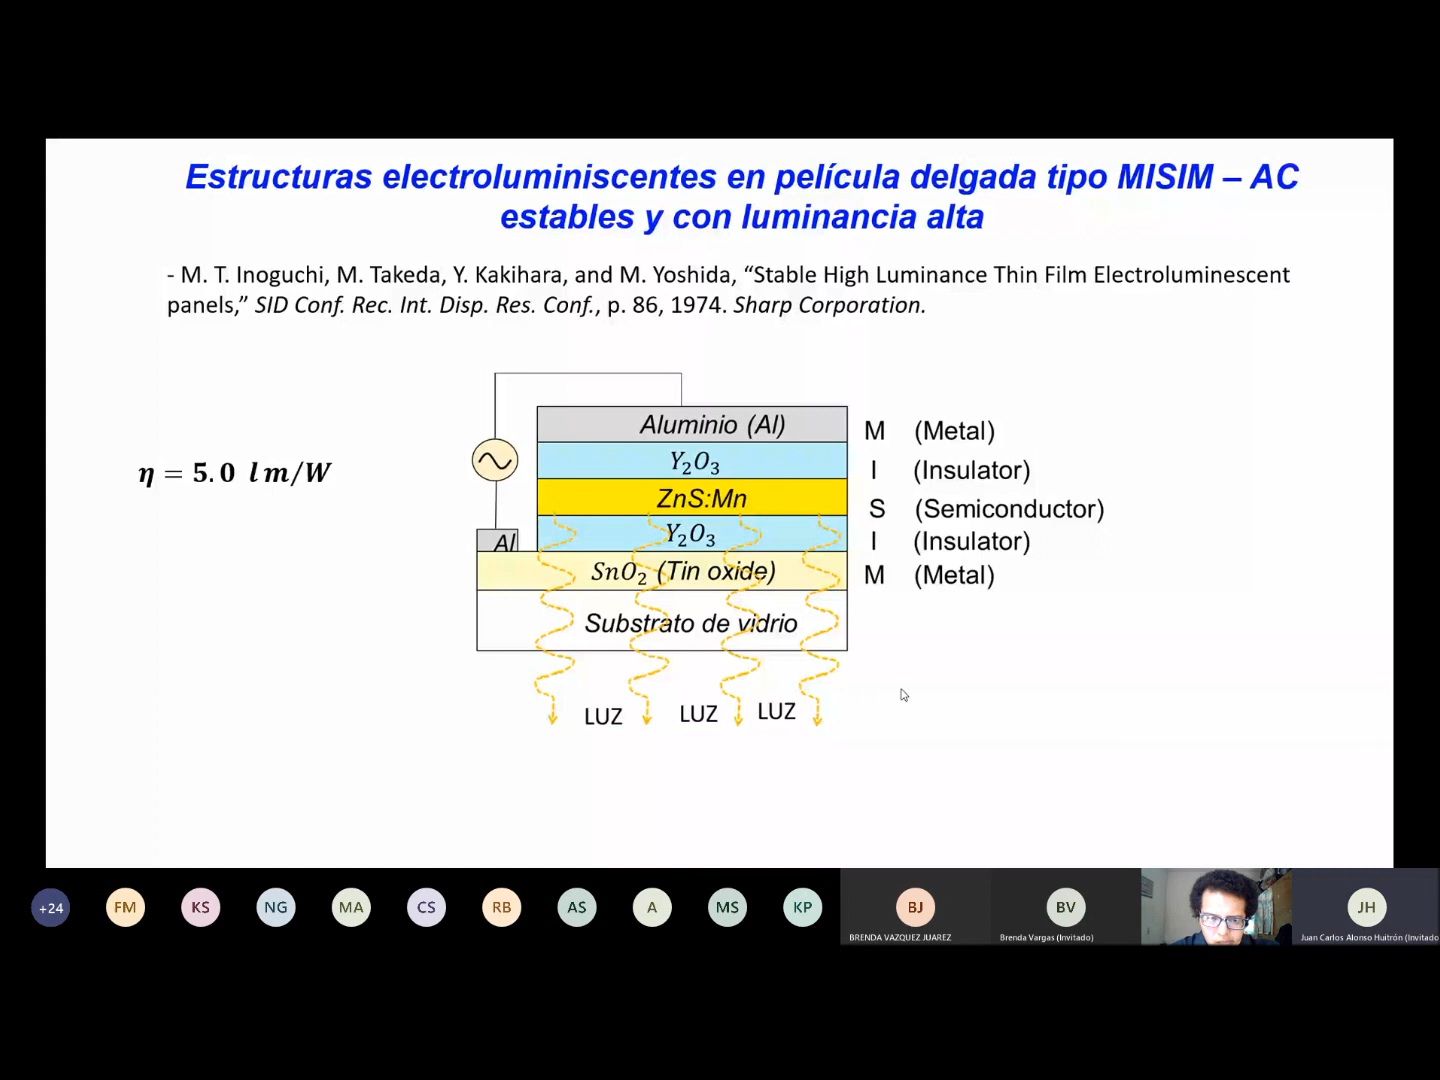 Estructuras electroluminiscentes en película delgada tipo MISIM – AC
estables y con luminancia alta
- M. T. Inoguchi, M. Takeda, Y. Kakihara, and M. Yoshida, “Stable High Luminance Thin Film Electroluminescent
panels,” SID Conf. Rec. Int. Disp. Res. Conf., p. 86, 1974. Sharp Corporation.
η = 5.0 lm/W
Aluminio (Al) M (Metal)
Y₂O₃ I (Insulator)
ZnS:Mn S (Semiconductor)
Y₂O₃ I (Insulator)
Al
SnO₂ (Tin oxide) M (Metal)
Substrato de vidrio
LUZ LUZ LUZ
+24 FM KS NG MA CS RB AS A MS KP BJ BV JH
BRENDA VAZQUEZ JUAREZ Brenda Vargas (Invitado) Juan Carlos Alonso Huitrón (Invitado